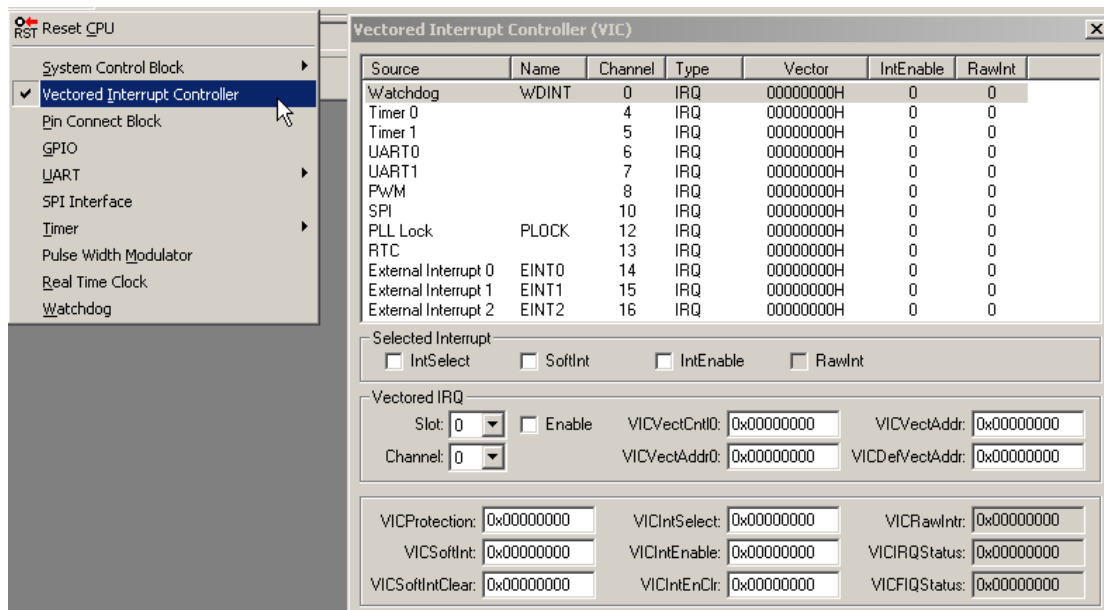 RST Reset CPU
System Control Block
Vectored Interrupt Controller
Pin Connect Block
GPIO
UART
SPI Interface
Timer
Pulse Width Modulator
Real Time Clock
Watchdog
Vectored Interrupt Controller (VIC)
Source Name Channel Type Vector IntEnable RawInt
Watchdog WDINT 0 IRQ 00000000H 0 0
Timer 0 4 IRQ 00000000H 0 0
Timer 1 5 IRQ 00000000H 0 0
UART0 6 IRQ 00000000H 0 0
UART1 7 IRQ 00000000H 0 0
PWM 8 IRQ 00000000H 0 0
SPI 10 IRQ 00000000H 0 0
PLL Lock PLOCK 12 IRQ 00000000H 0 0
RTC 13 IRQ 00000000H 0 0
External Interrupt 0 EINT0 14 IRQ 00000000H 0 0
External Interrupt 1 EINT1 15 IRQ 00000000H 0 0
External Interrupt 2 EINT2 16 IRQ 00000000H 0 0
Selected Interrupt
IntSelect SoftInt IntEnable RawInt
Vectored IRQ
Slot: 0 Enable VICVectCntl0: 0x00000000 VICVectAddr: 0x00000000
Channel: 0 VICVectAddr0: 0x00000000 VICDefVectAddr: 0x00000000
VICProtection: 0x00000000 VICIntSelect: 0x00000000 VICRawIntr: 0x00000000
VICSoftInt: 0x00000000 VICIntEnable: 0x00000000 VICIRQStatus: 0x00000000
VICSoftIntClear: 0x00000000 VICIntEnClr: 0x00000000 VICFIQStatus: 0x00000000